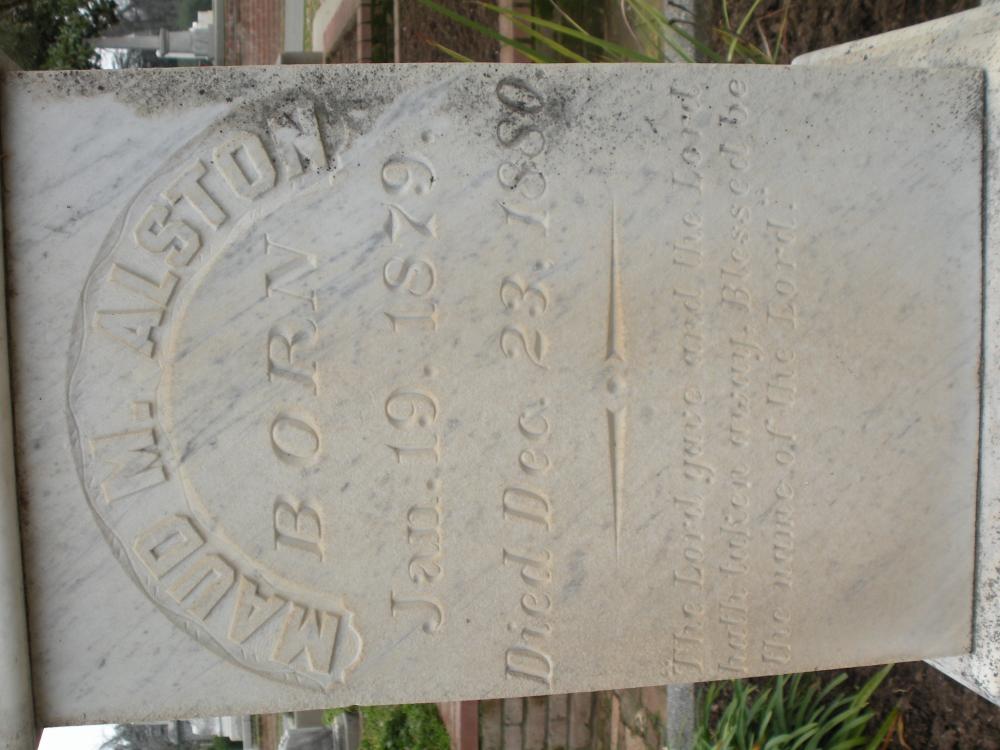 MAUD M. ALSTON.
BORN
Jan. 19. 1879.
Died Dec. 23. 1880
The Lord gave and the Lord
hath taken away, Blessed be
the name of the Lord.